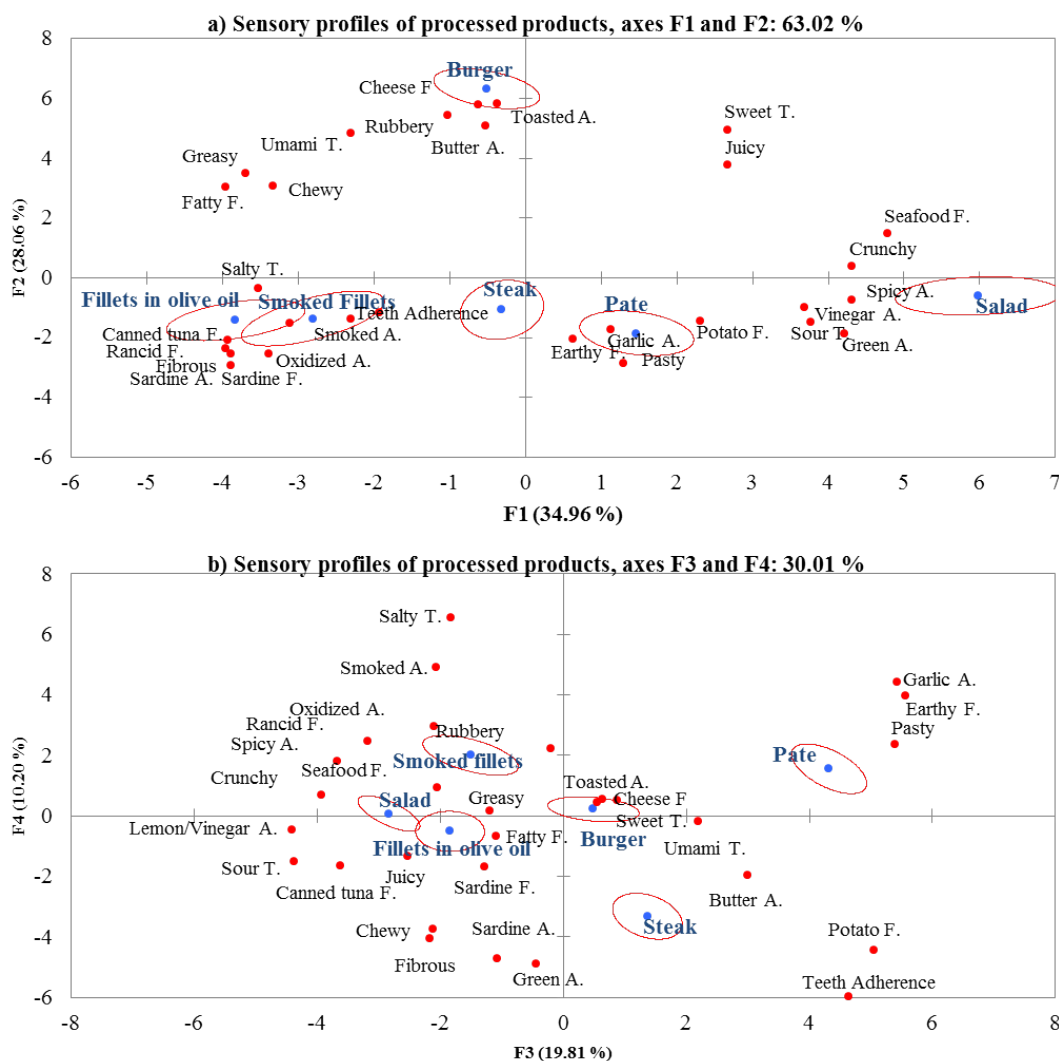 a) Sensory profiles of processed products, axes F1 and F2: 63.02 %
8
Burger
Cheese F
6
Toasted A.
Sweet T.
Rubbery
Umami T.
Butter A.
Juicy
4
Greasy
Chewy
Fatty F.
2
Seafood F.
Crunchy
F2 (28.06 %)
0
Salty T.
Spicy A.
Fillets in olive oil
Smoked Fillets
Steak
Pate
Salad
Teeth Adherence
Vinegar A.
Canned tuna F.
Smoked A.
Garlic A.
Potato F.
Sour T.
Green A.
-2
Rancid F.
Oxidized A.
Earthy F.
Pasty
Fibrous
Sardine A.
Sardine F.
-4
-6
-6 -5 -4 -3 -2 -1 0 1 2 3 4 5 6 7
F1 (34.96 %)
b) Sensory profiles of processed products, axes F3 and F4: 30.01 %
8
Salty T.
6
Smoked A.
Garlic A.
4
Oxidized A.
Earthy F.
Rancid F.
Rubbery
Pasty
Spicy A.
2
Seafood F.
Smoked fillets
Pate
Crunchy
Toasted A.
Salad
Greasy
Cheese F
F4 (10.20 %)
0
Lemon/Vinegar A.
Sweet T.
Fatty F.
Burger
Fillets in olive oil
Umami T.
Sour T.
Juicy
-2
Canned tuna F.
Sardine F.
Butter A.
Chewy
Sardine A.
Steak
Potato F.
-4
Fibrous
Green A.
Teeth Adherence
-6
-8 -6 -4 -2 0 2 4 6 8
F3 (19.81 %)